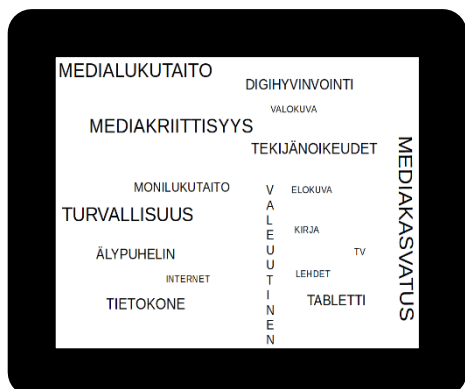 MEDIALUKUTAITO
DIGIHYVINVOINTI
VALOKUVA
MEDIAKRIITTISYYS
TEKIJÄNOIKEUDET
MEDIAKASVATUS
MONILUKUTAITO
VALEUUTINEN
ELOKUVA
TURVALLISUUS
KIRJA
ÄLYPUHELIN
TV
INTERNET
LEHDET
TIETOKONE
TABLETTI